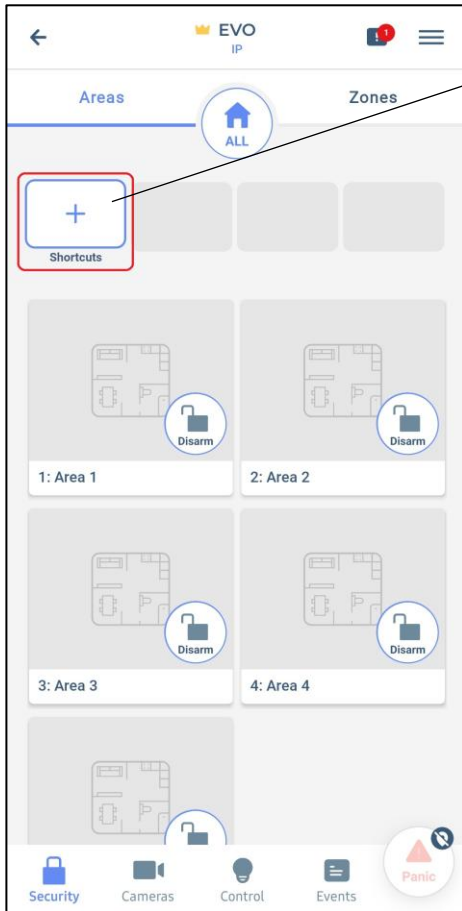 EVO
IP
1
Areas
Zones
ALL
Shortcuts
Disarm
Disarm
1: Area 1
2: Area 2
Disarm
Disarm
3: Area 3
4: Area 4
Panic
Security
Cameras
Control
Events